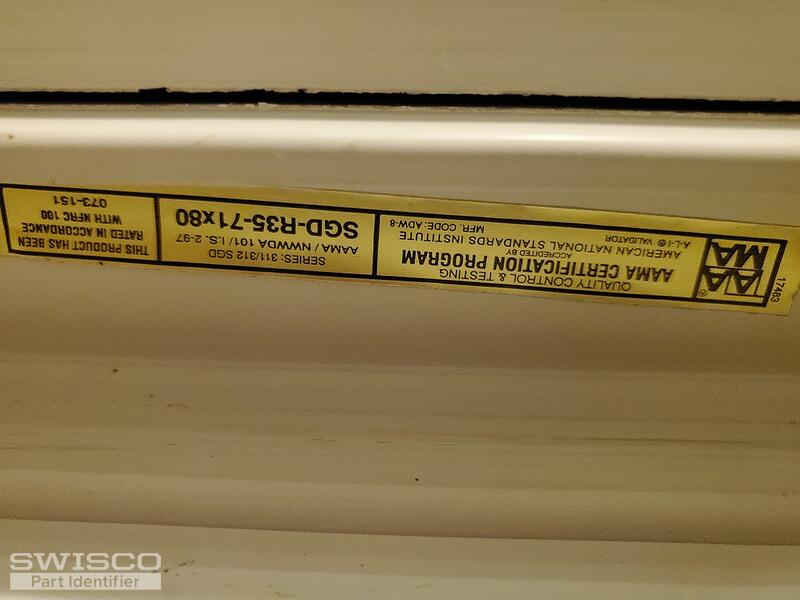 17483
AA
MA
®
QUALITY CONTROL & TESTING
AAMA CERTIFICATION PROGRAM
ACCREDITED BY
AMERICAN NATIONAL STANDARDS INSTITUTE
A-L-I® VALIDATOR MFR. CODE: ADW-8
SERIES: 311/312 SGD
AAMA / NWWDA 101 / I.S. 2-97
SGD-R35-71x80
THIS PRODUCT HAS BEEN
RATED IN ACCORDANCE
WITH NFRC 100
073-151
SWISCO
Part Identifier